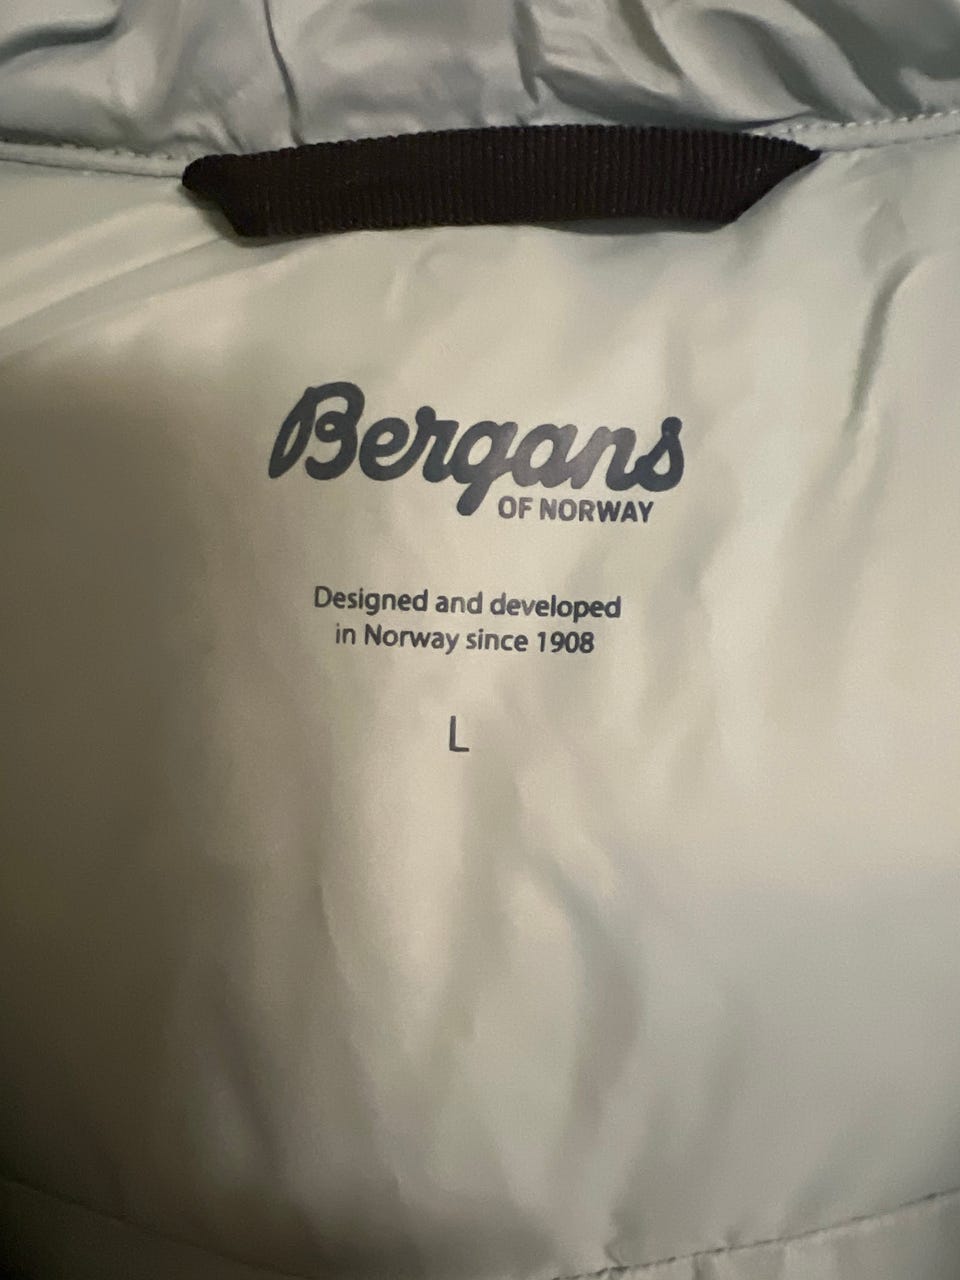 Bergans
OF NORWAY
Designed and developed
in Norway since 1908
L